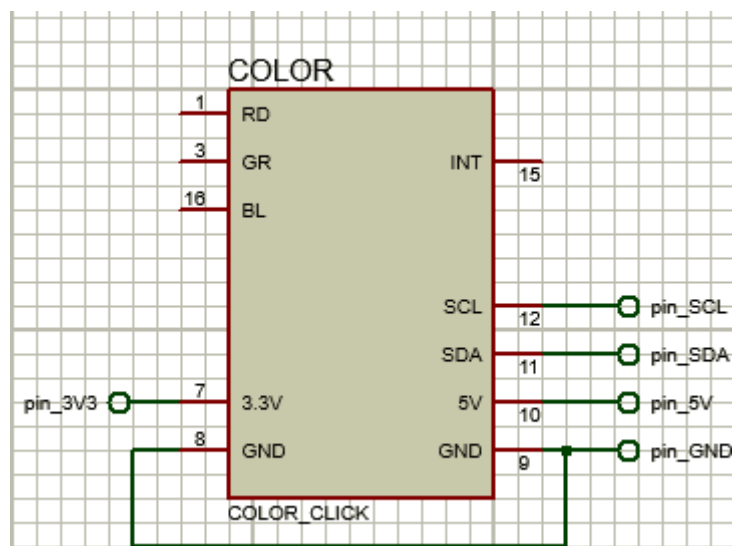 COLOR
1 RD
3 GR INT 15
16 BL
SCL 12 pin_SCL
SDA 11 pin_SDA
pin_3V3 7 3.3V 5V 10 pin_5V
8 GND GND 9 pin_GND
COLOR_CLICK